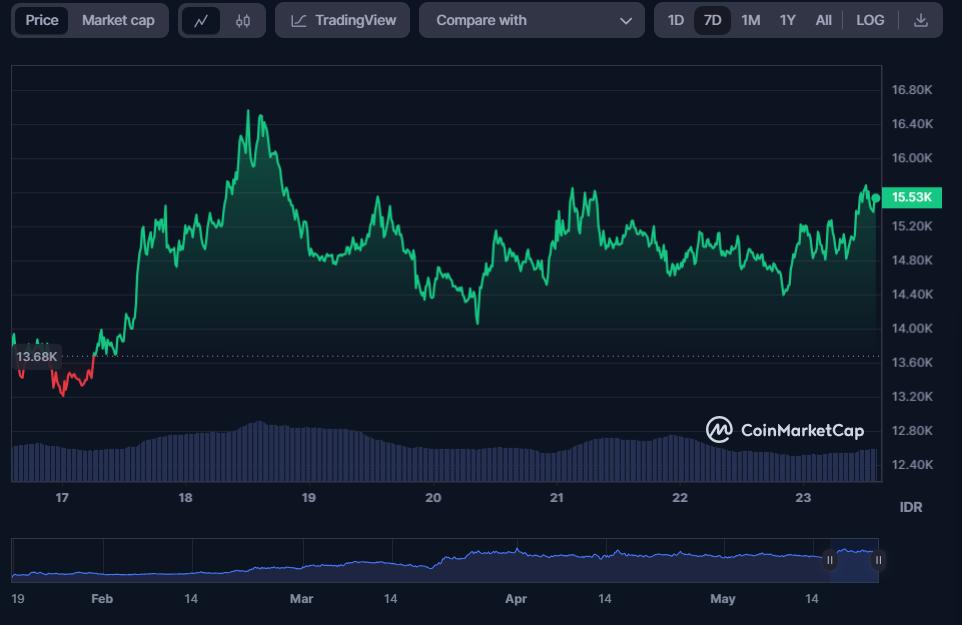 Price Market cap TradingView Compare with 1D 7D 1M 1Y All LOG
16.80K
16.40K
16.00K
15.53K
15.20K
14.80K
14.40K
14.00K
13.68K
13.60K
13.20K
12.80K
CoinMarketCap
12.40K
17 18 19 20 21 22 23
IDR
19 Feb 14 Mar 14 Apr 14 May 14